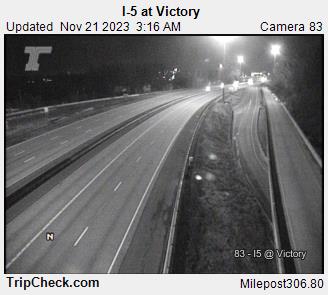 I-5 at Victory
Updated Nov 21 2023 3:16 AM Camera 83
N
83 - I5 @ Victory
TripCheck.com Milepost306.80